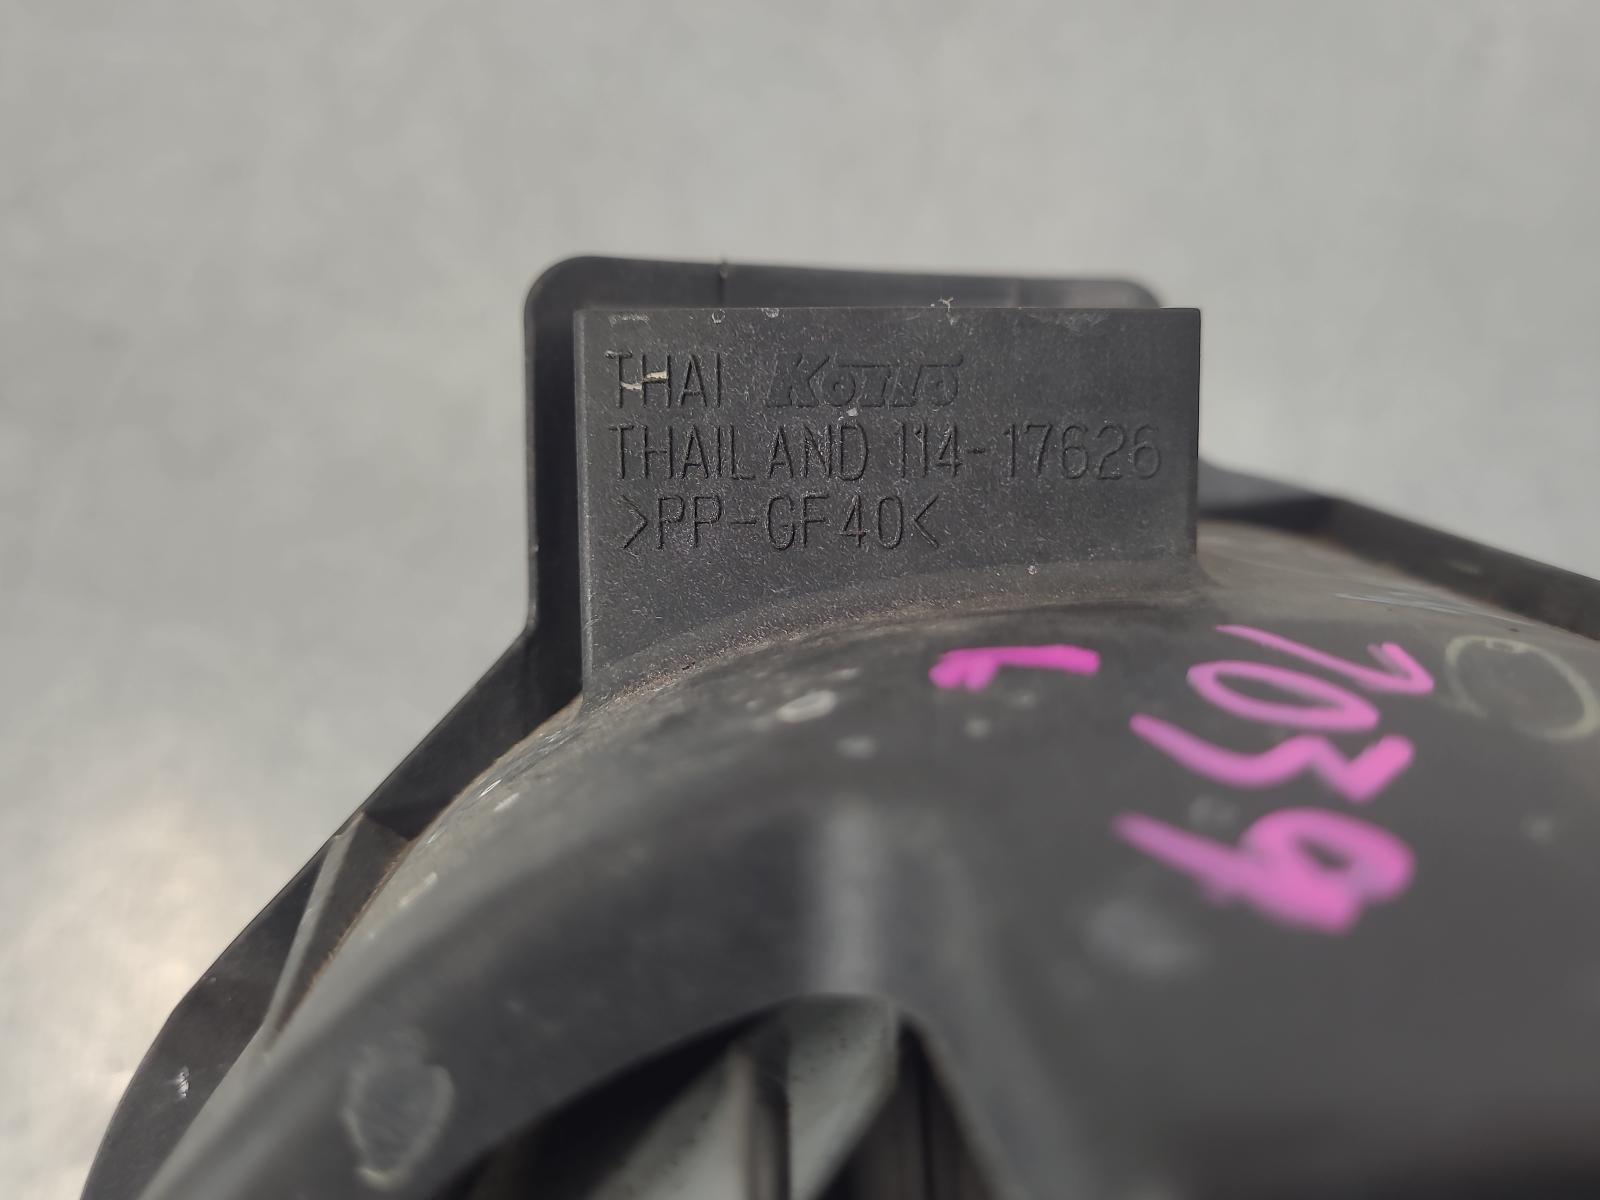 THAI KOITO
THAILAND 114-17626
>PP-GF40<
L
7039